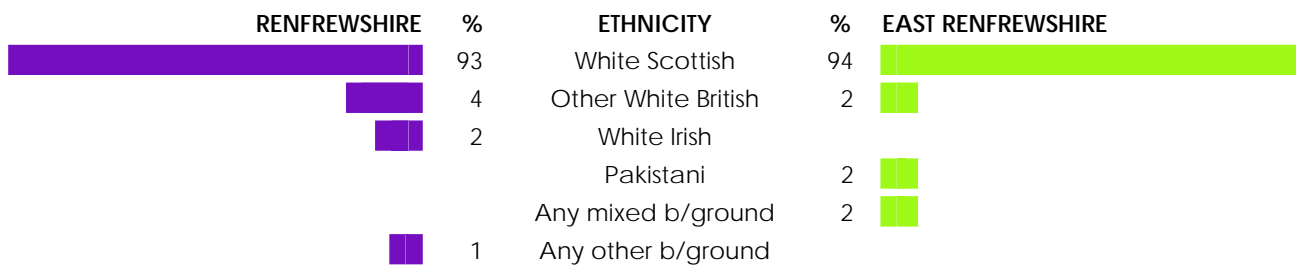 RENFREWSHIRE % ETHNICITY % EAST RENFREWSHIRE
93 White Scottish 94
4 Other White British 2
2 White Irish
Pakistani 2
Any mixed b/ground 2
1 Any other b/ground